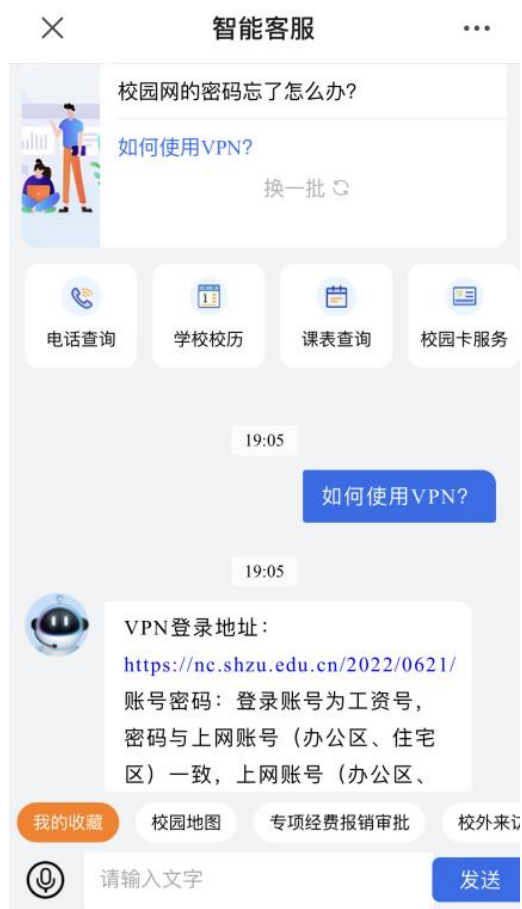 智能客服
校园网的密码忘了怎么办?
如何使用VPN?
换一批
电话查询
学校校历
课表查询
校园卡服务
19:05
如何使用VPN?
19:05
VPN登录地址:
https://nc.shzu.edu.cn/2022/0621/
账号密码：登录账号为工资号，
密码与上网账号（办公区、住宅
区）一致，上网账号（办公区、
我的收藏
校园地图
专项经费报销审批
校外来访
请输入文字
发送